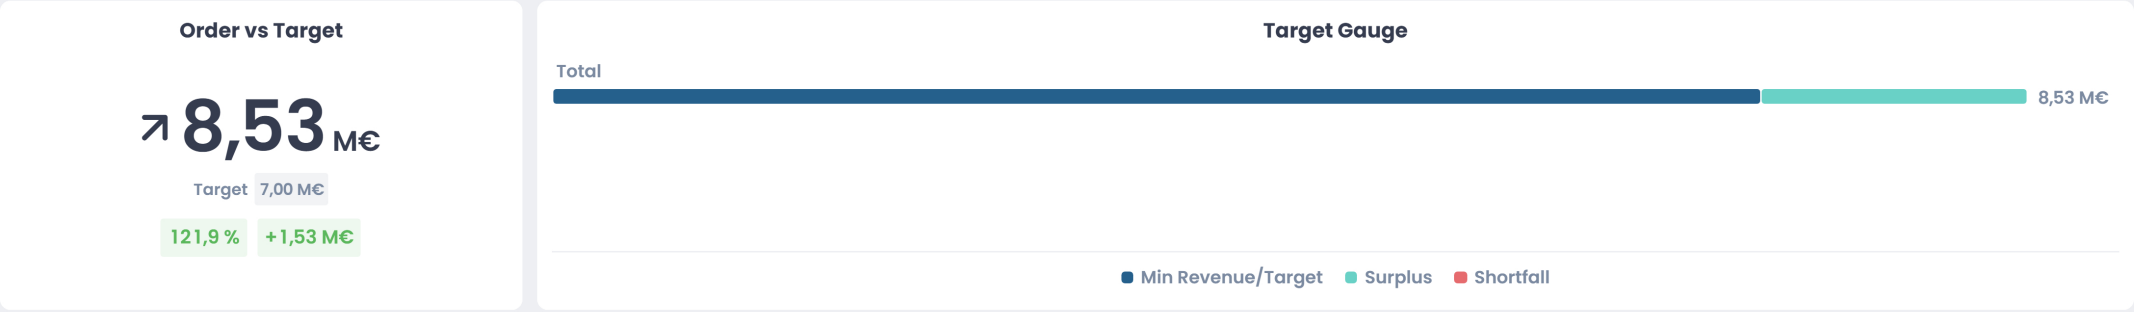 Order vs Target
8,53 M€
Target 7,00 M€
121,9 % +1,53 M€
Target Gauge
Total
8,53 M€
Min Revenue/Target Surplus Shortfall